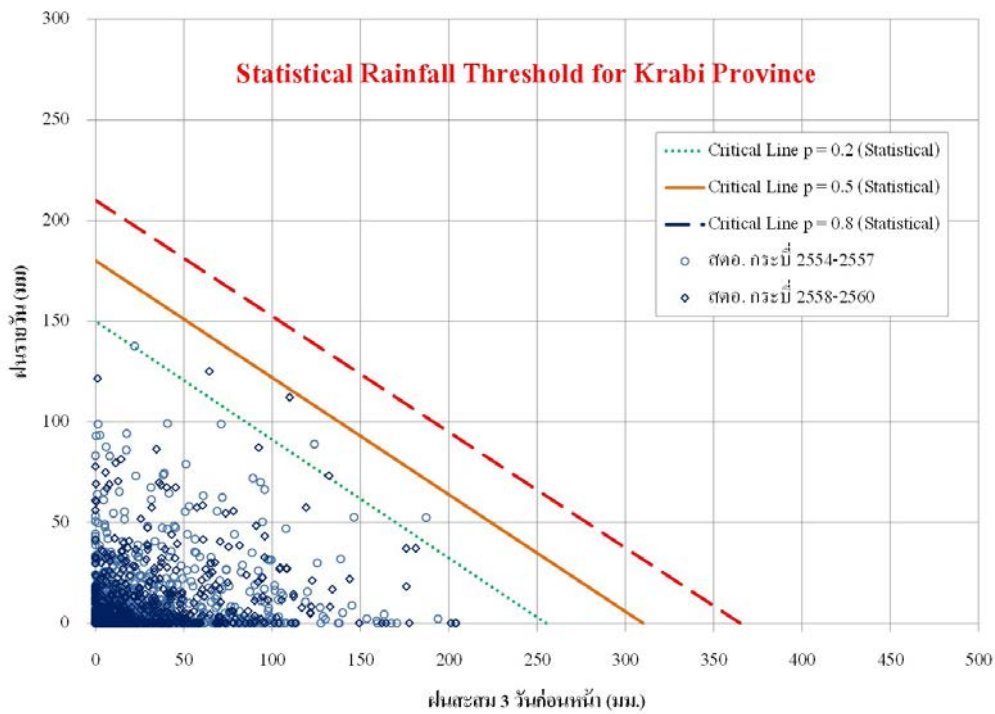 Statistical Rainfall Threshold for Krabi Province
300
250
200
150
100
50
0
ฝนรายวัน (มม)
Critical Line p = 0.2 (Statistical)
Critical Line p = 0.5 (Statistical)
Critical Line p = 0.8 (Statistical)
สตอ. กระบี่ 2554-2557
สตอ. กระบี่ 2558-2560
0 50 100 150 200 250 300 350 400 450 500
ฝนสะสม 3 วันก่อนหน้า (มม.)